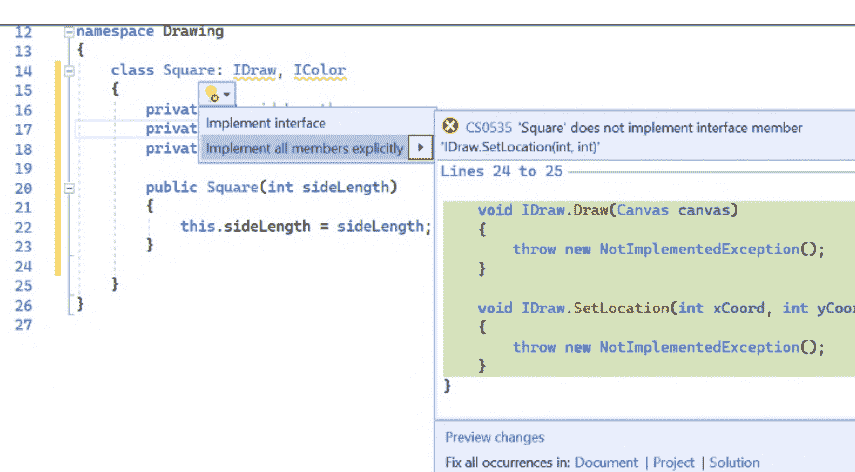 12 namespace Drawing
13 {
14 class Square: IDraw, IColor
15 {
16 privat
Implement interface
17 privat
18 privat
Implement all members explicitly
19
20 public Square(int sideLength)
21 {
22 this.sideLength = sideLength;
23 }
24
25 }
26 }
27
CS0535 'Square' does not implement interface member
'IDraw.SetLocation(int, int)'
Lines 24 to 25
void IDraw.Draw(Canvas canvas)
{
throw new NotImplementedException();
}
void IDraw.SetLocation(int xCoord, int yCoor
{
throw new NotImplementedException();
}
}
Preview changes
Fix all occurrences in: Document | Project | Solution